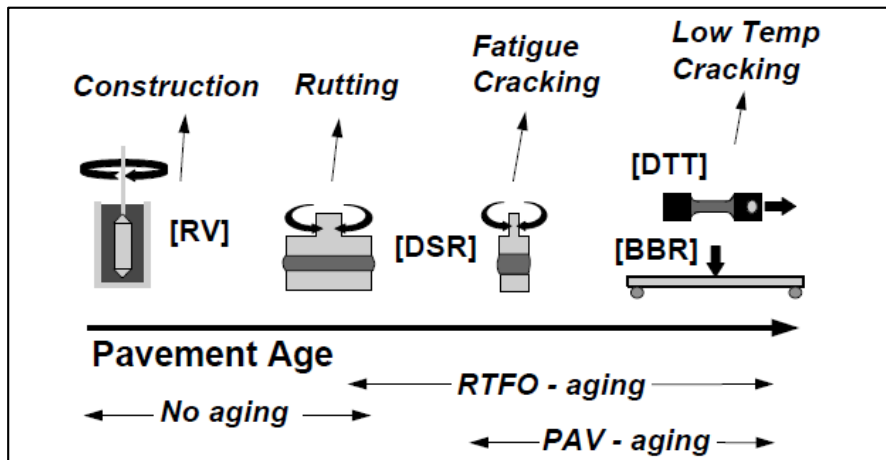 Construction
Rutting
Fatigue
Cracking
Low Temp
Cracking
[RV]
[DSR]
[DTT]
[BBR]
Pavement Age
RTFO - aging
No aging
PAV - aging